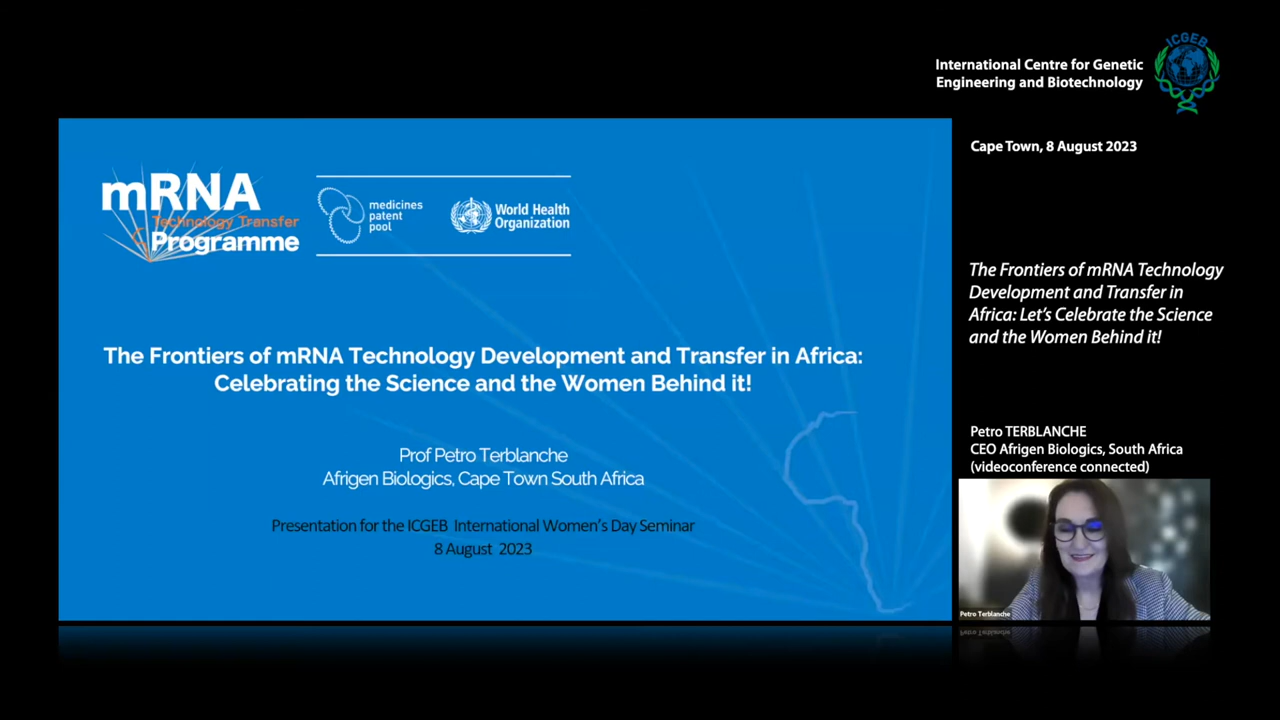 ICGEB
International Centre for Genetic
Engineering and Biotechnology
Cape Town, 8 August 2023
mRNA
Technology Transfer
Programme
medicines
patent
pool
World Health
Organization
The Frontiers of mRNA Technology Development and Transfer in Africa:
Celebrating the Science and the Women Behind it!
Prof Petro Terblanche
Afrigen Biologics, Cape Town South Africa
Presentation for the ICGEB International Women's Day Seminar
8 August 2023
The Frontiers of mRNA Technology
Development and Transfer in
Africa: Let's Celebrate the Science
and the Women Behind it!
Petro TERBLANCHE
CEO Afrigen Biologics, South Africa
(videoconference connected)
Petro Terblanche